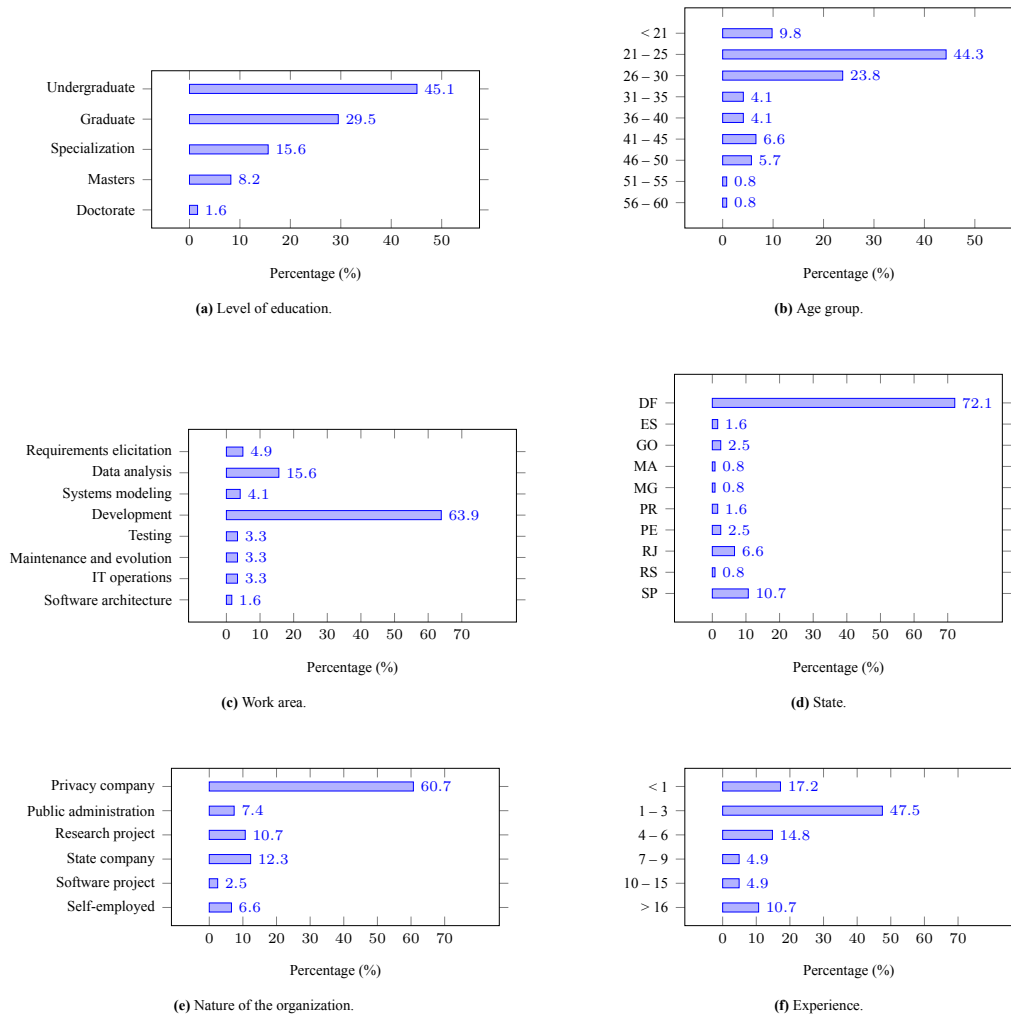 Undergraduate 45.1
Graduate 29.5
Specialization 15.6
Masters 8.2
Doctorate 1.6
0 10 20 30 40 50
Percentage (%)
(a) Level of education.
< 21 9.8
21 – 25 44.3
26 – 30 23.8
31 – 35 4.1
36 – 40 4.1
41 – 45 6.6
46 – 50 5.7
51 – 55 0.8
56 – 60 0.8
0 10 20 30 40 50
Percentage (%)
(b) Age group.
Requirements elicitation 4.9
Data analysis 15.6
Systems modeling 4.1
Development 63.9
Testing 3.3
Maintenance and evolution 3.3
IT operations 3.3
Software architecture 1.6
0 10 20 30 40 50 60 70
Percentage (%)
(c) Work area.
DF 72.1
ES 1.6
GO 2.5
MA 0.8
MG 0.8
PR 1.6
PE 2.5
RJ 6.6
RS 0.8
SP 10.7
0 10 20 30 40 50 60 70
Percentage (%)
(d) State.
Privacy company 60.7
Public administration 7.4
Research project 10.7
State company 12.3
Software project 2.5
Self-employed 6.6
0 10 20 30 40 50 60 70
Percentage (%)
(e) Nature of the organization.
< 1 17.2
1 – 3 47.5
4 – 6 14.8
7 – 9 4.9
10 – 15 4.9
> 16 10.7
0 10 20 30 40 50 60 70
Percentage (%)
(f) Experience.